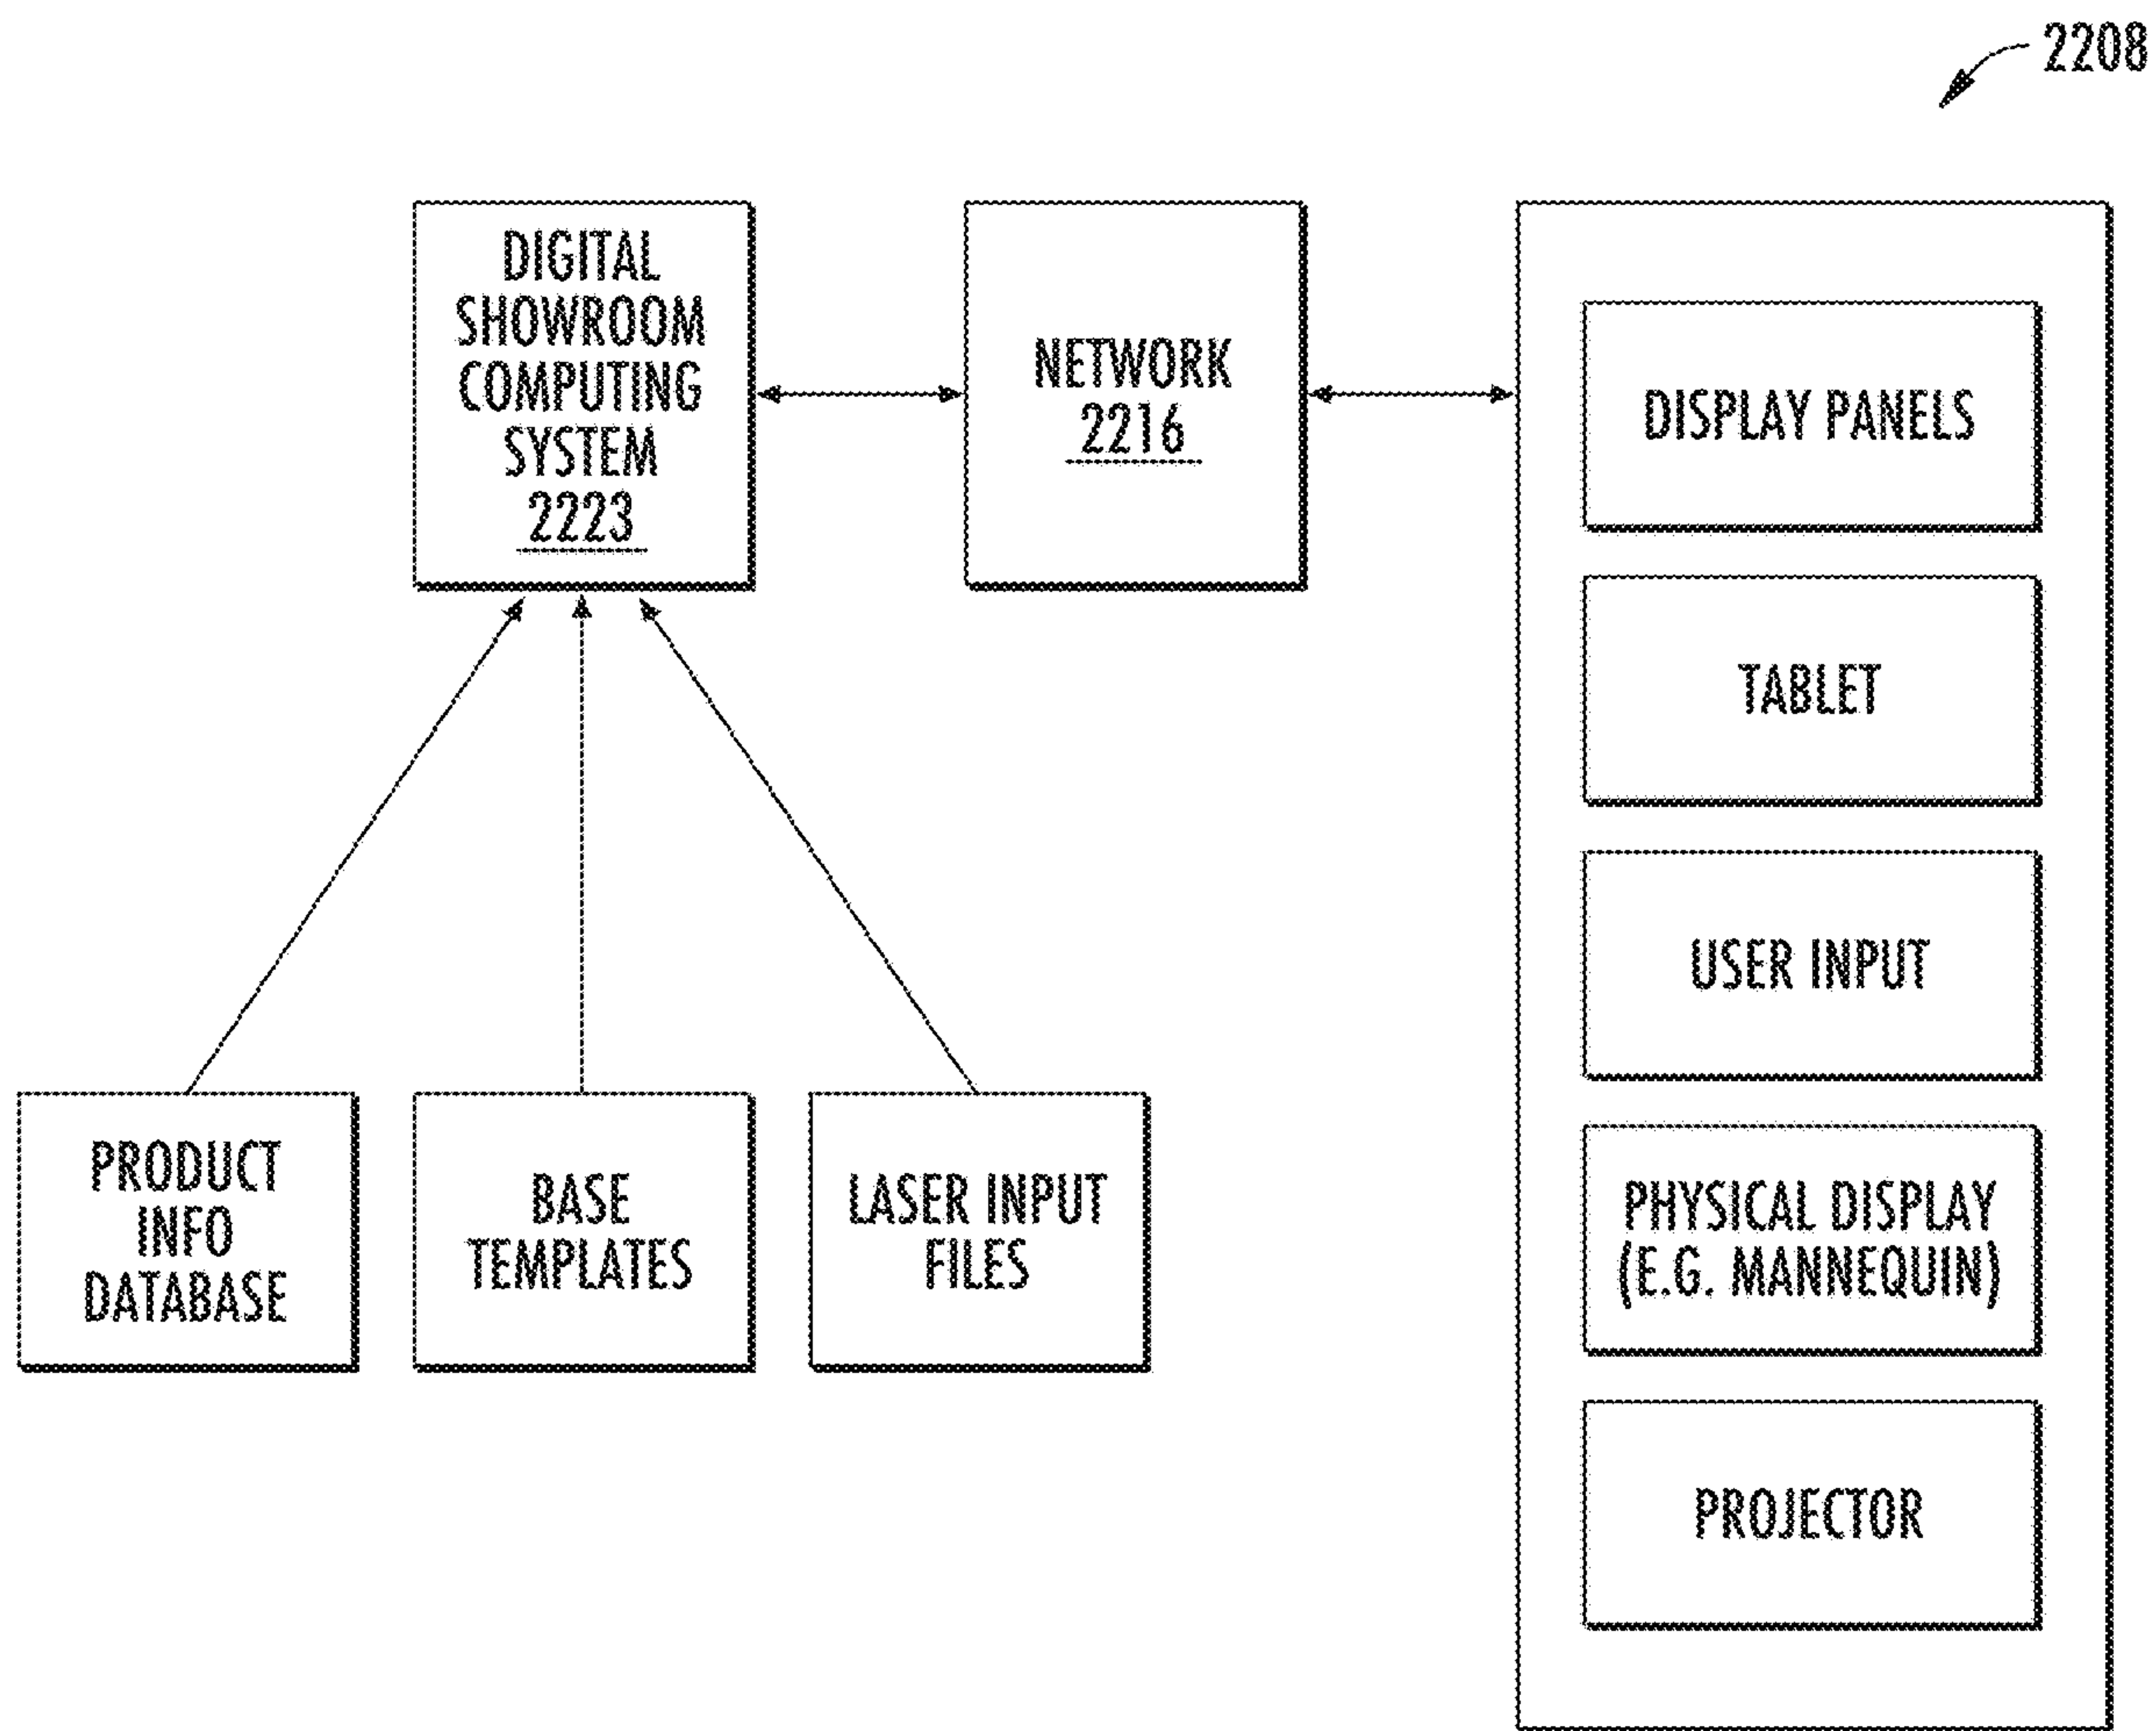 2208
DIGITAL
SHOWROOM
COMPUTING
SYSTEM
2223
NETWORK
2216
DISPLAY PANELS
TABLET
USER INPUT
PHYSICAL DISPLAY
(E.G. MANNEQUIN)
PROJECTOR
PRODUCT
INFO
DATABASE
BASE
TEMPLATES
LASER INPUT
FILES